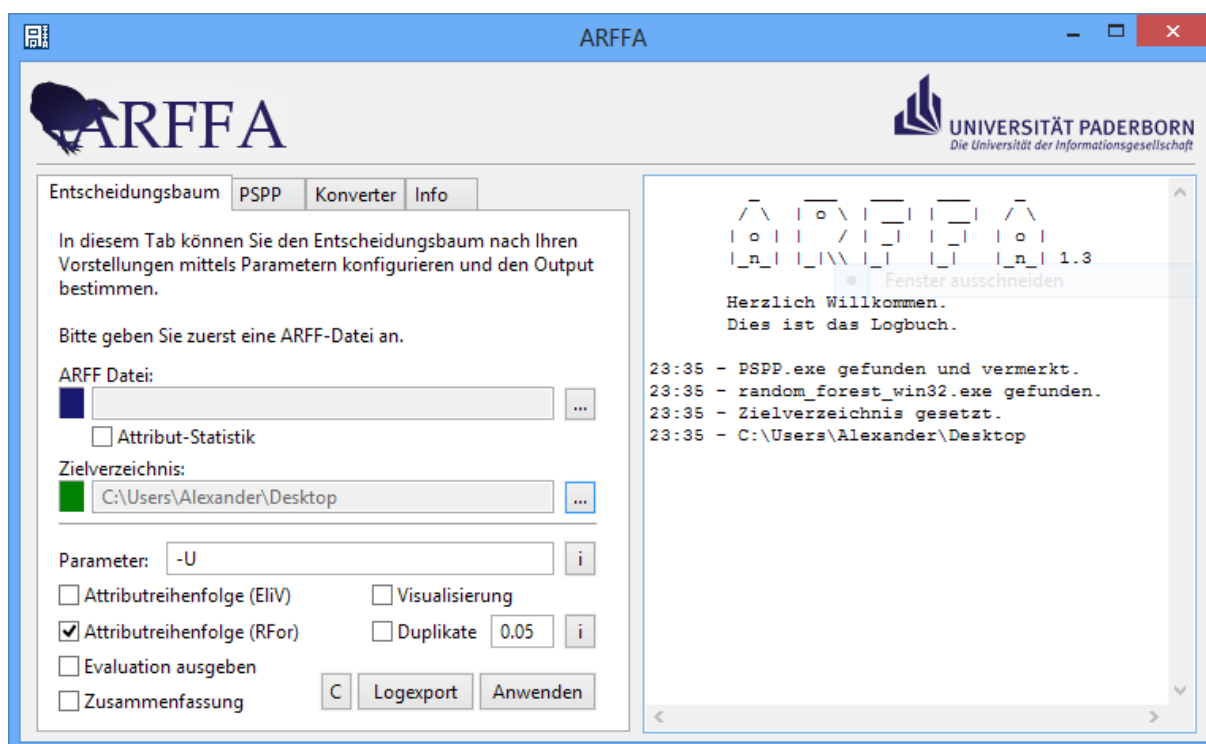 ARFFA
ARFFA
UNIVERSITÄT PADERBORN
Die Universität der Informationsgesellschaft
Entscheidungsbaum PSPP Konverter Info
In diesem Tab können Sie den Entscheidungsbaum nach Ihren
Vorstellungen mittels Parametern konfigurieren und den Output
bestimmen.
Bitte geben Sie zuerst eine ARFF-Datei an.
ARFF Datei:
...
Attribut-Statistik
Zielverzeichnis:
C:\Users\Alexander\Desktop ...
Parameter: -U i
Attributreihenfolge (EliV) Visualisierung
Attributreihenfolge (RFor) Duplikate 0.05 i
Evaluation ausgeben
Zusammenfassung C Logexport Anwenden
ARFFA 1.3
Fenster ausschneiden
Herzlich Willkommen.
Dies ist das Logbuch.
23:35 - PSPP.exe gefunden und vermerkt.
23:35 - random_forest_win32.exe gefunden.
23:35 - Zielverzeichnis gesetzt.
23:35 - C:\Users\Alexander\Desktop